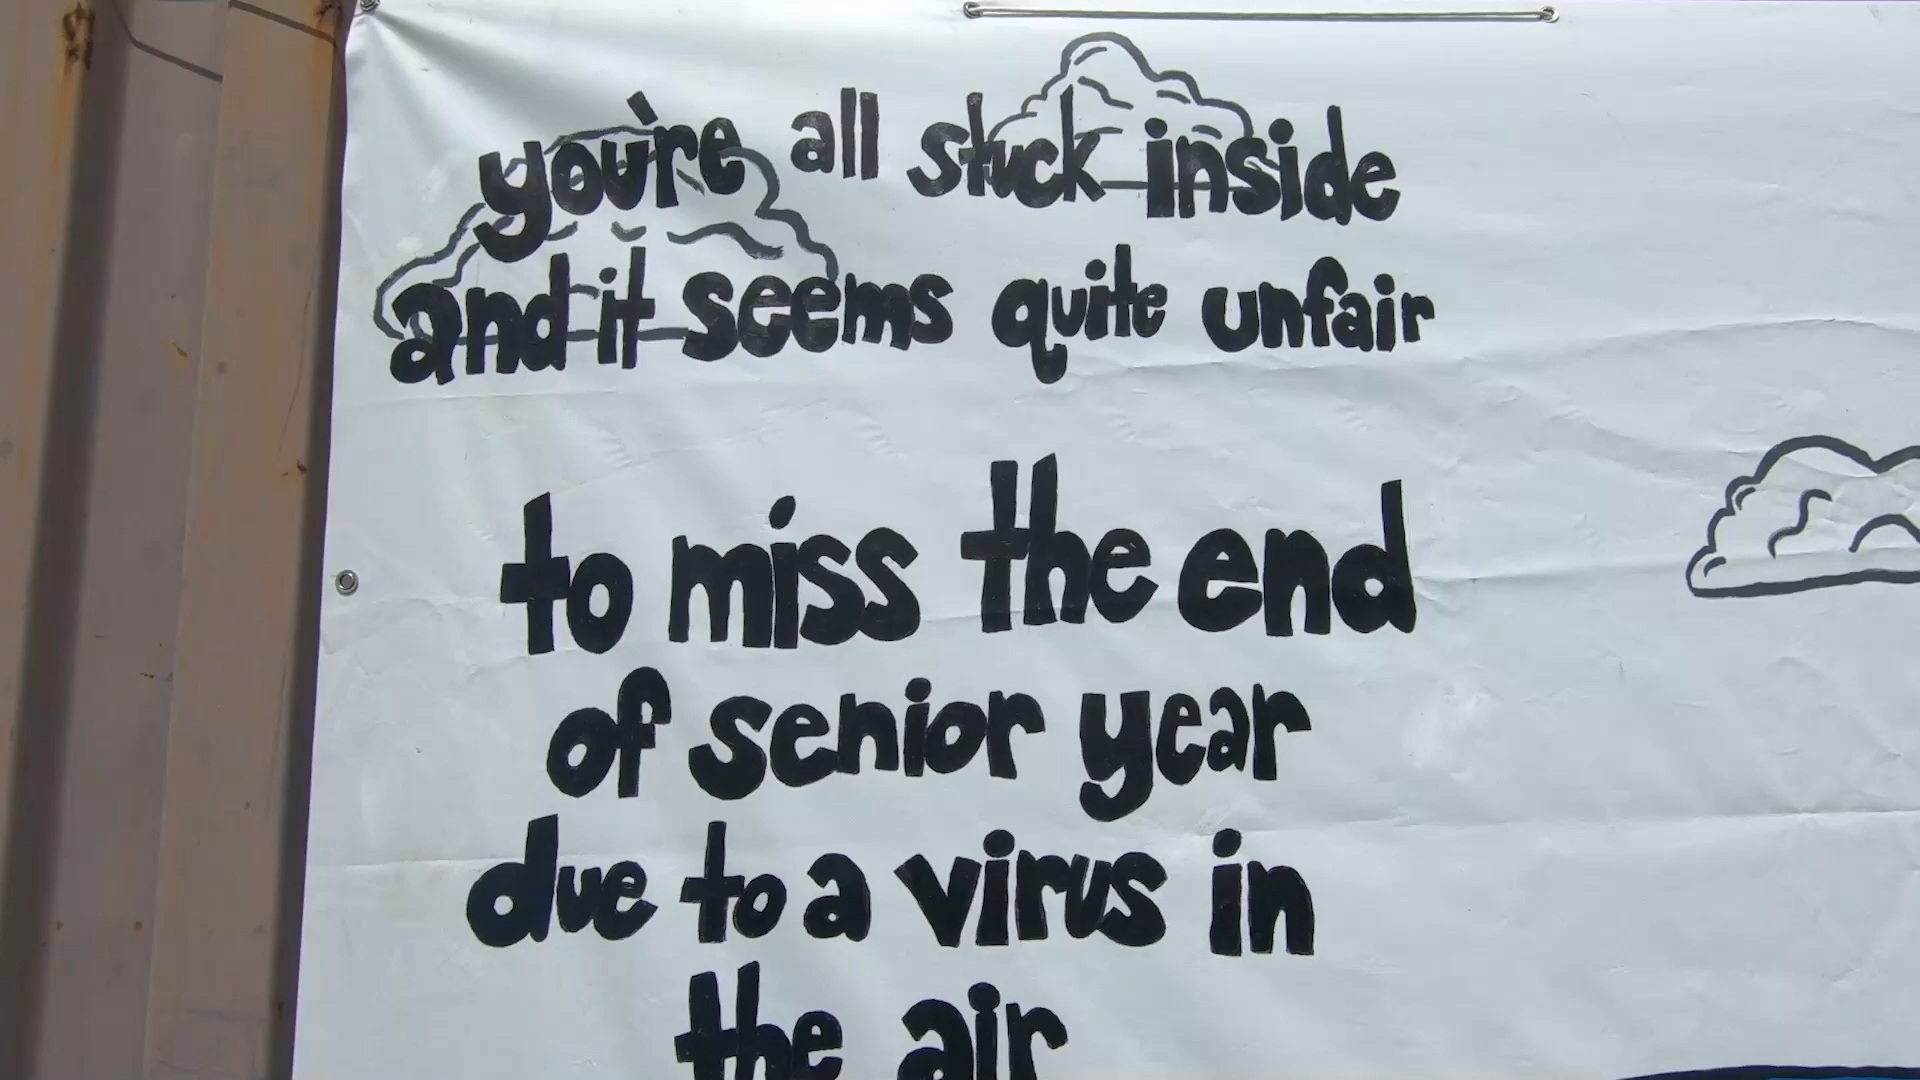 you're all stuck inside
and it seems quite unfair
to miss the end
of senior year
due to a virus in
the air